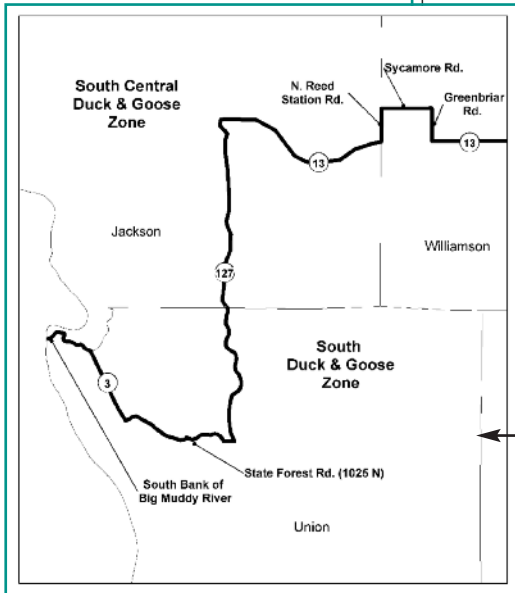 Sycamore Rd.
South Central
Duck & Goose
Zone
N. Reed
Station Rd.
Greenbriar
Rd.
13
13
Jackson
Williamson
127
South
Duck & Goose
Zone
3
State Forest Rd. (1025 N)
South Bank of
Big Muddy River
Union